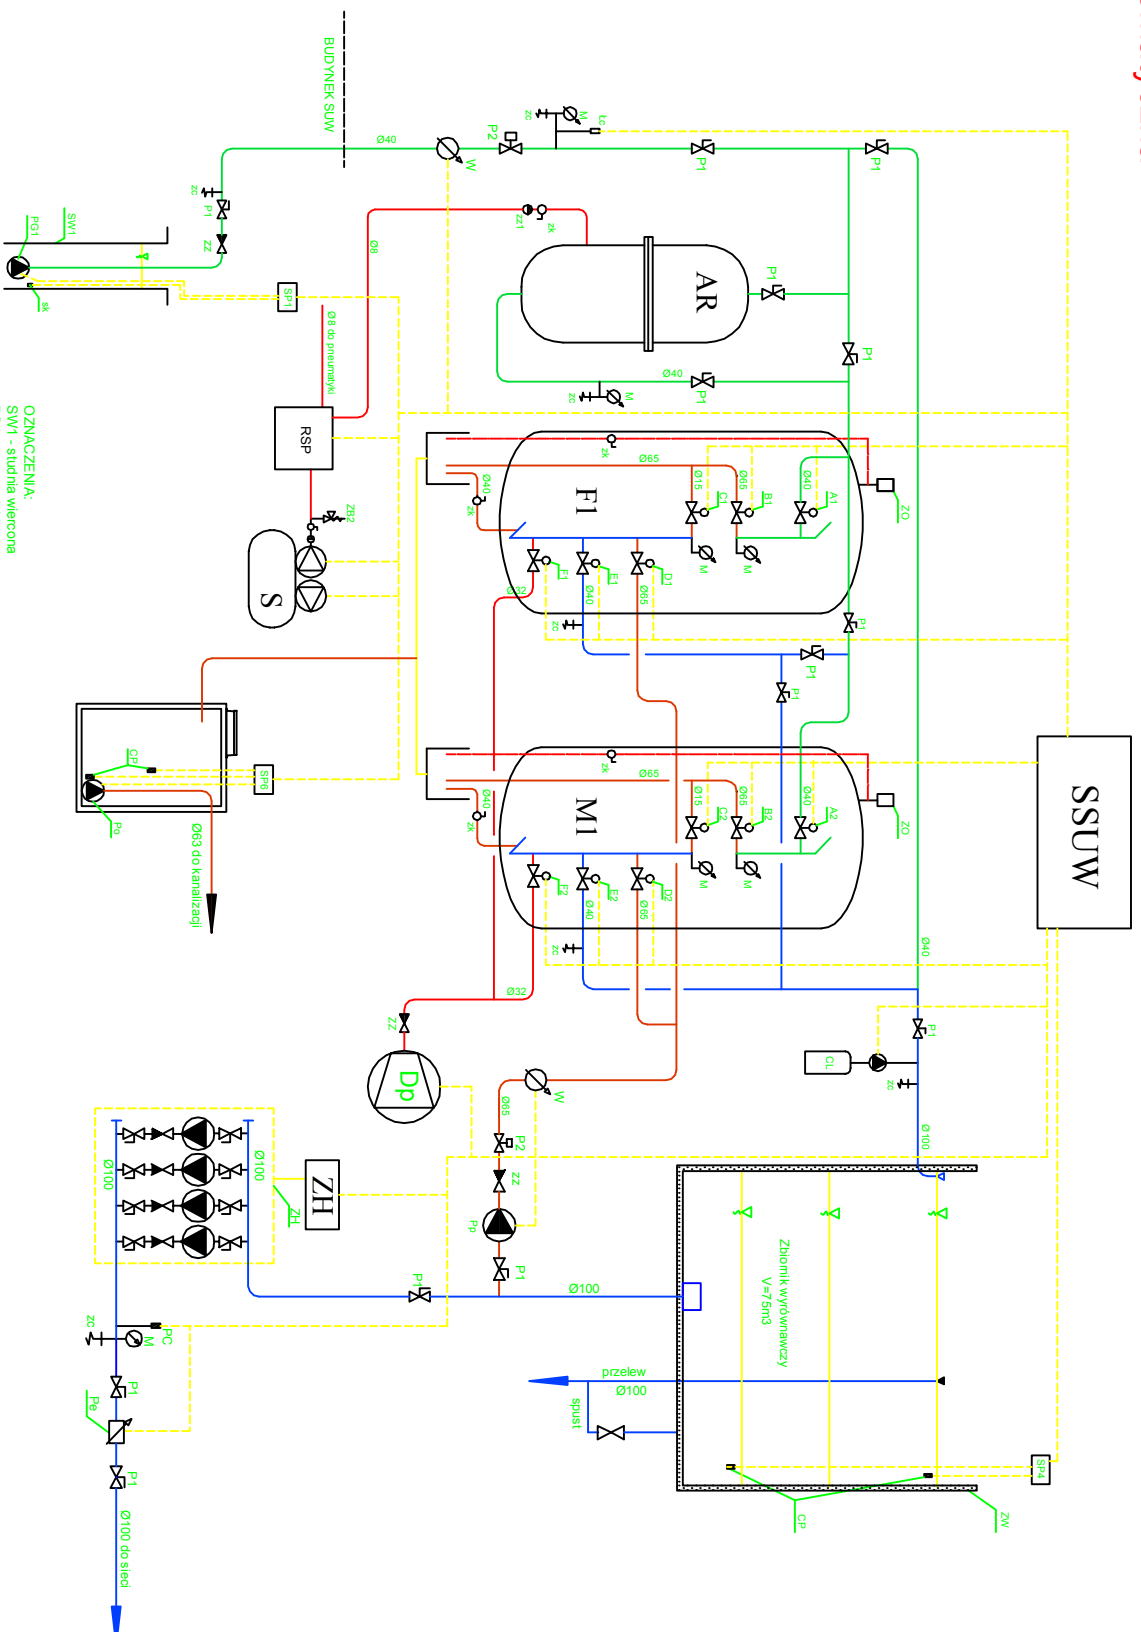 BUDYNEK SUW
Ø40
W
P2
zc
M
Łc
P1
P1
zc
P1
ZZ
PG1
SW1
sk
SP1
Ø8
zz1
zk
AR
P1
P1
Ø40
P1
zc
M
Ø8 do pneumatyki
RSP
ZB2
S
OZNACZENIA:
SW1 - studnia wiercona
F1
zk
Ø65
Ø40
zk
Ø15
C1
Ø65
B1
Ø40
A1
ZO
M
M
F1
E1
D1
Ø32
Ø40
Ø65
zc
P1
P1
P1
M1
zk
Ø65
Ø40
zk
Ø15
C2
Ø65
B2
Ø40
A2
ZO
M
M
F2
E2
D2
Ø40
Ø65
zc
Ø32
ZZ
Dp
CP
Po
SP6
Ø63 do kanalizacji
SSUW
Ø40
P1
CL
zc
Ø100
W
Ø65
P2
ZZ
Pp
P1
Ø100
Ø100
ZH
ZH
P1
Ø100
zc
M
PC
P1
Pe
P1
Ø100 do sieci
Zbiornik wyrównawczy
V=75m3
przelew
Ø100
spust
SP4
CP
ZW